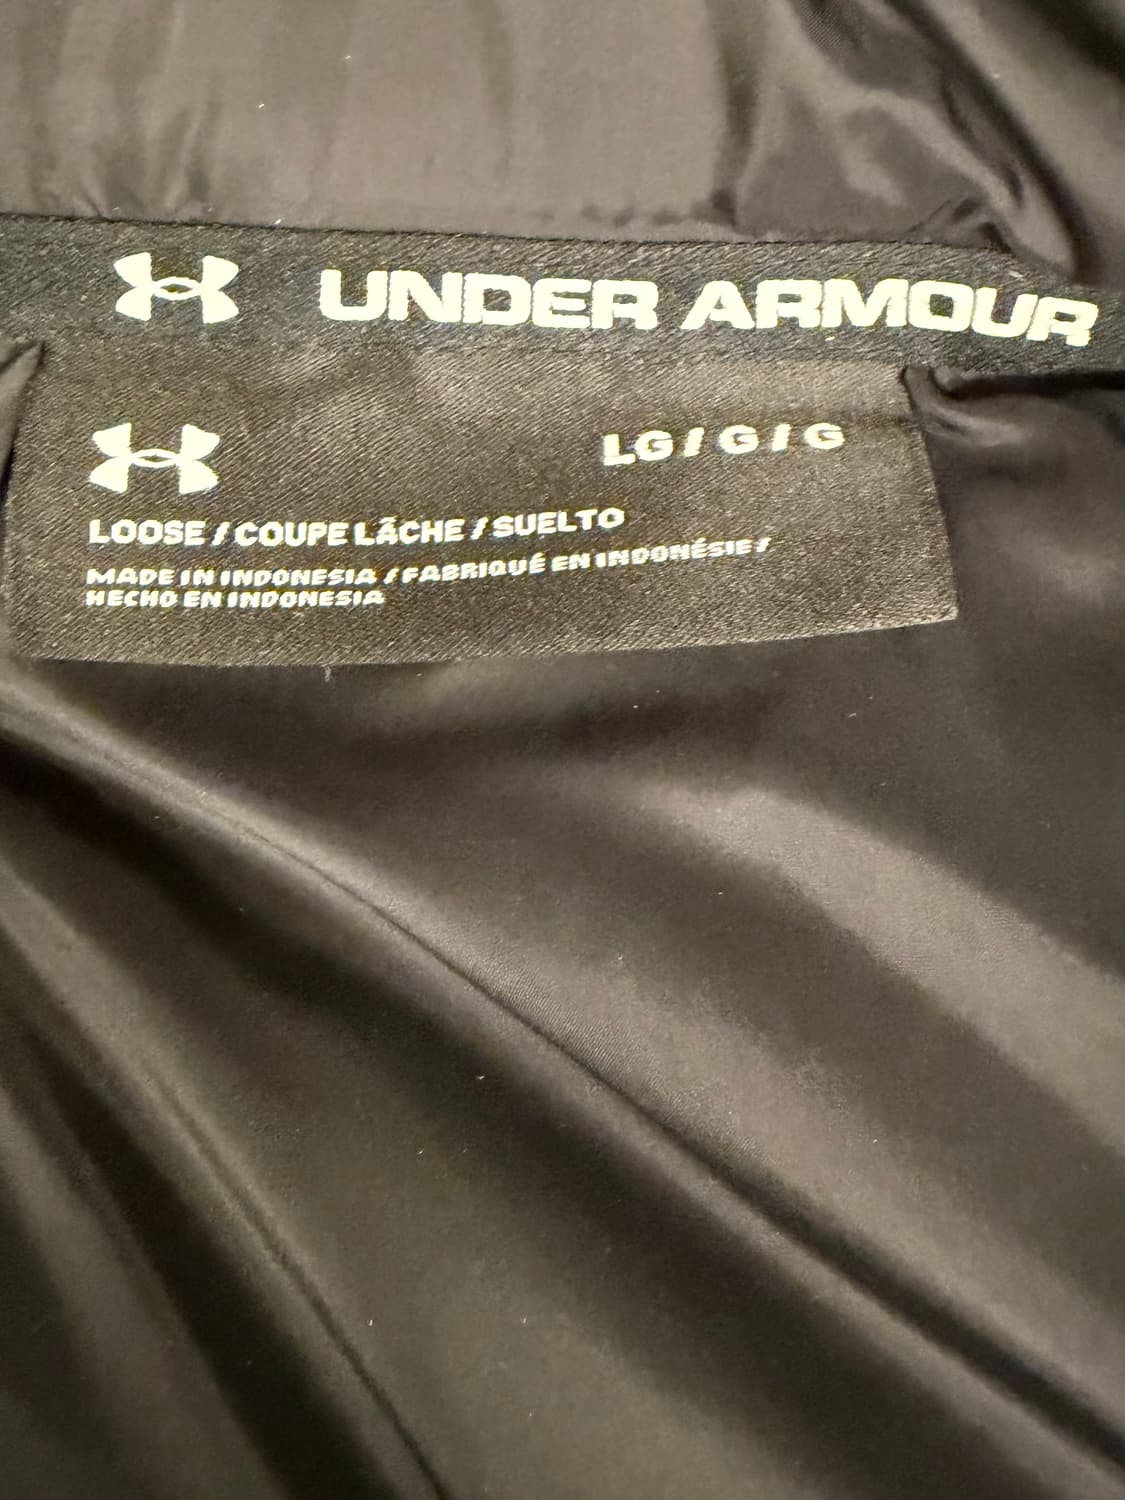 UNDER ARMOUR
LG / G / G
LOOSE / COUPE LÂCHE / SUELTO
MADE IN INDONESIA / FABRIQUÉ EN INDONÉSIE /
HECHO EN INDONESIA